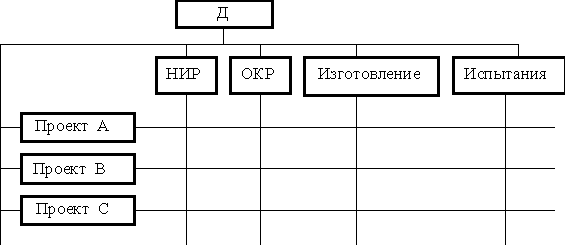 Д
НИР ОКР Изготовление Испытания
Проект А
Проект В
Проект С